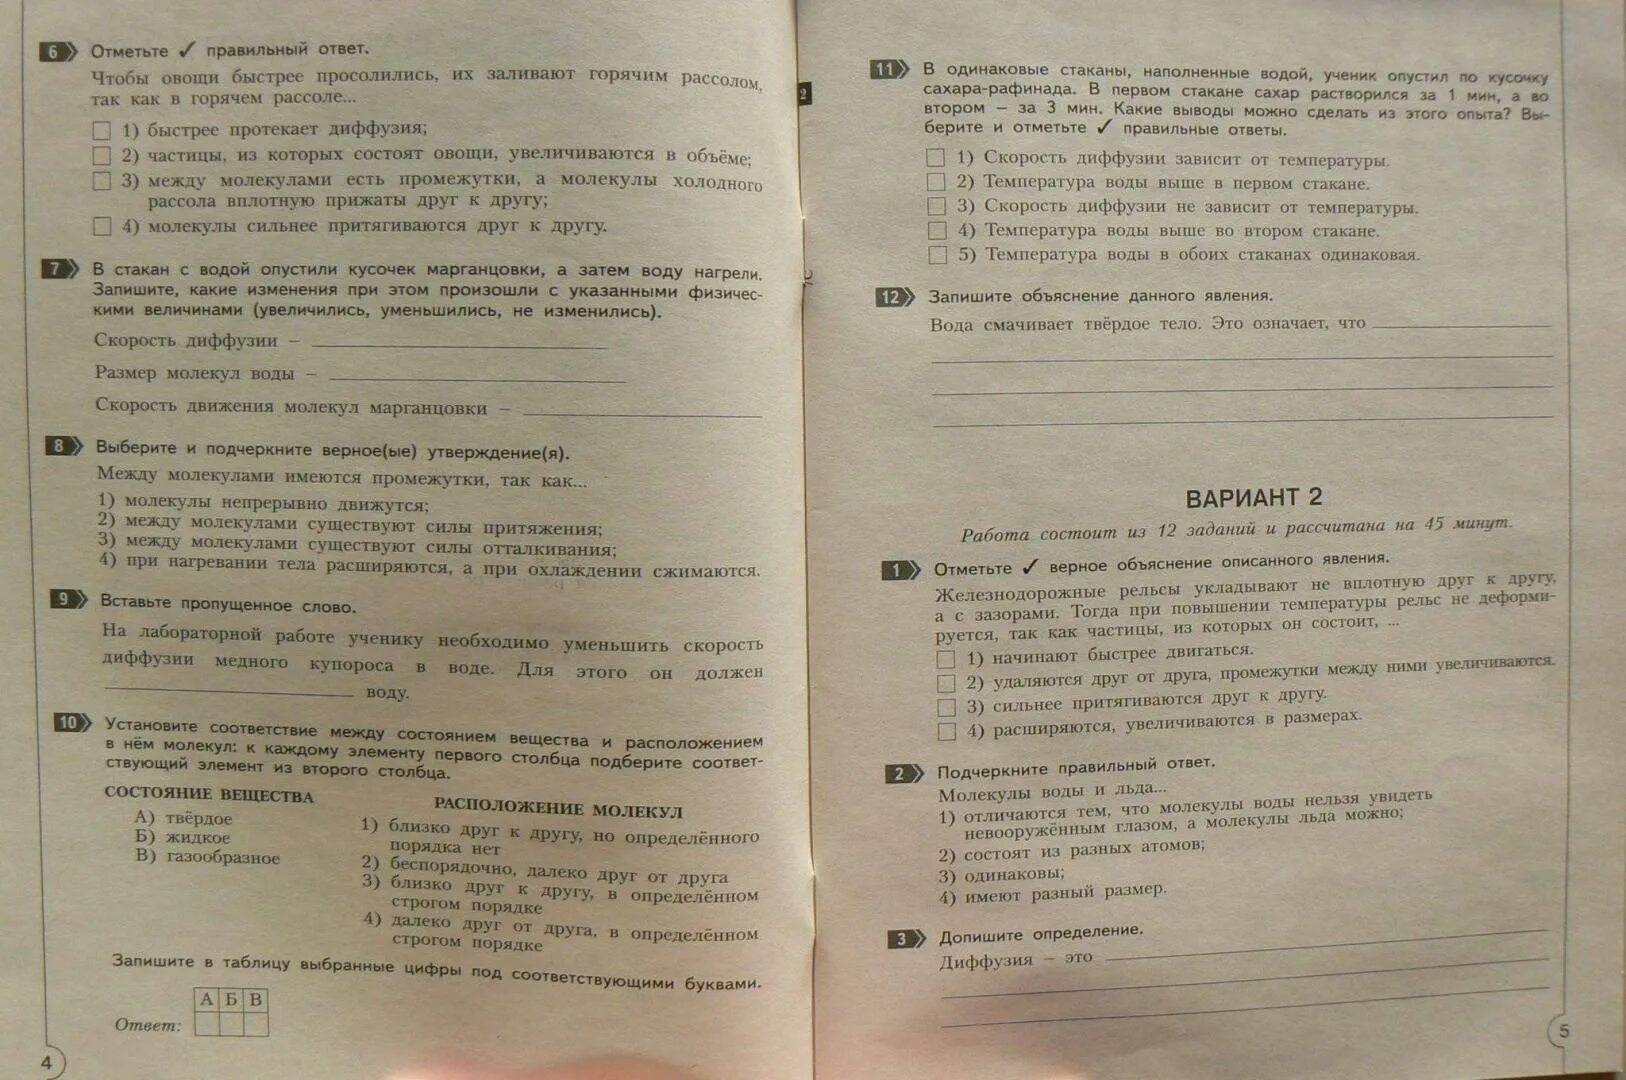 6 Отметьте ✓ правильный ответ.
Чтобы овощи быстрее просолились, их заливают горячим рассолом,
так как в горячем рассоле...
1) быстрее протекает диффузия;
2) частицы, из которых состоят овощи, увеличиваются в объёме;
3) между молекулами есть промежутки, а молекулы холодного
рассола вплотную прижаты друг к другу;
4) молекулы сильнее притягиваются друг к другу.
7 В стакан с водой опустили кусочек марганцовки, а затем воду нагрели.
Запишите, какие изменения при этом произошли с указанными физичес-
кими величинами (увеличились, уменьшились, не изменились).
Скорость диффузии –
Размер молекул воды –
Скорость движения молекул марганцовки –
8 Выберите и подчеркните верное(ые) утверждение(я).
Между молекулами имеются промежутки, так как...
1) молекулы непрерывно движутся;
2) между молекулами существуют силы притяжения;
3) между молекулами существуют силы отталкивания;
4) при нагревании тела расширяются, а при охлаждении сжимаются.
9 Вставьте пропущенное слово.
На лабораторной работе ученику необходимо уменьшить скорость
диффузии медного купороса в воде. Для этого он должен
воду.
10 Установите соответствие между состоянием вещества и расположением
в нём молекул: к каждому элементу первого столбца подберите соответ-
ствующий элемент из второго столбца.
СОСТОЯНИЕ ВЕЩЕСТВА
А) твёрдое
Б) жидкое
В) газообразное
РАСПОЛОЖЕНИЕ МОЛЕКУЛ
1) близко друг к другу, но определённого
порядка нет
2) беспорядочно, далеко друг от друга
3) близко друг к другу, в определённом
строгом порядке
4) далеко друг от друга, в определённом
строгом порядке
Запишите в таблицу выбранные цифры под соответствующими буквами.
А Б В
Ответ:
4
2
11 В одинаковые стаканы, наполненные водой, ученик опустил по кусочку
сахара-рафинада. В первом стакане сахар растворился за 1 мин, а во
втором – за 3 мин. Какие выводы можно сделать из этого опыта? Вы-
берите и отметьте ✓ правильные ответы.
1) Скорость диффузии зависит от температуры.
2) Температура воды выше в первом стакане.
3) Скорость диффузии не зависит от температуры.
4) Температура воды выше во втором стакане.
5) Температура воды в обоих стаканах одинаковая.
12 Запишите объяснение данного явления.
Вода смачивает твёрдое тело. Это означает, что
ВАРИАНТ 2
Работа состоит из 12 заданий и рассчитана на 45 минут.
1 Отметьте ✓ верное объяснение описанного явления.
Железнодорожные рельсы укладывают не вплотную друг к другу,
а с зазорами. Тогда при повышении температуры рельс не деформи-
руется, так как частицы, из которых он состоит, ...
1) начинают быстрее двигаться.
2) удаляются друг от друга, промежутки между ними увеличиваются.
3) сильнее притягиваются друг к другу.
4) расширяются, увеличиваются в размерах.
2 Подчеркните правильный ответ.
Молекулы воды и льда...
1) отличаются тем, что молекулы воды нельзя увидеть
невооружённым глазом, а молекулы льда можно;
2) состоят из разных атомов;
3) одинаковы;
4) имеют разный размер.
3 Допишите определение.
Диффузия – это
5